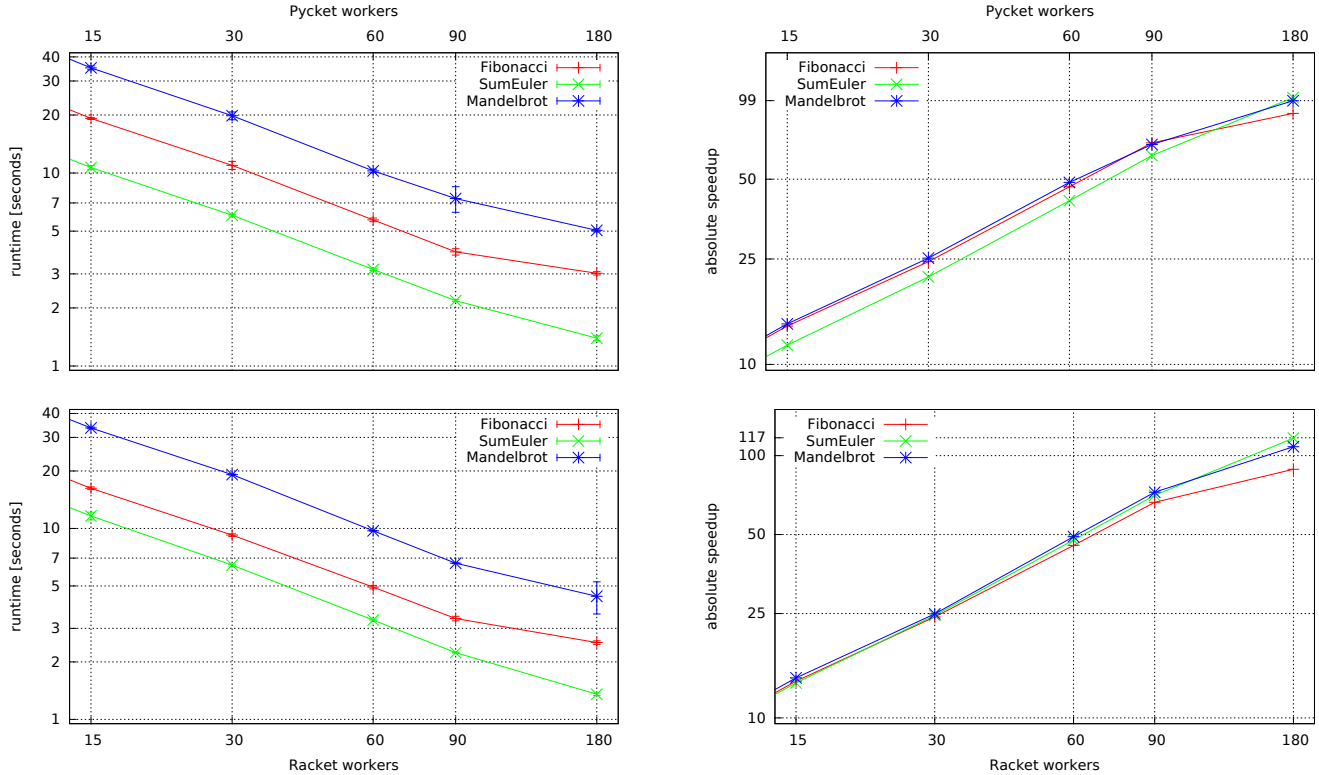 Pycket workers
15 30 60 90 180
runtime [seconds]
40
30
20
10
7
5
3
2
1
Fibonacci
SumEuler
Mandelbrot
Pycket workers
15 30 60 90 180
absolute speedup
99
50
25
10
Fibonacci
SumEuler
Mandelbrot
runtime [seconds]
40
30
20
10
7
5
3
2
1
Fibonacci
SumEuler
Mandelbrot
15 30 60 90 180
Racket workers
absolute speedup
117
100
50
25
10
Fibonacci
SumEuler
Mandelbrot
15 30 60 90 180
Racket workers